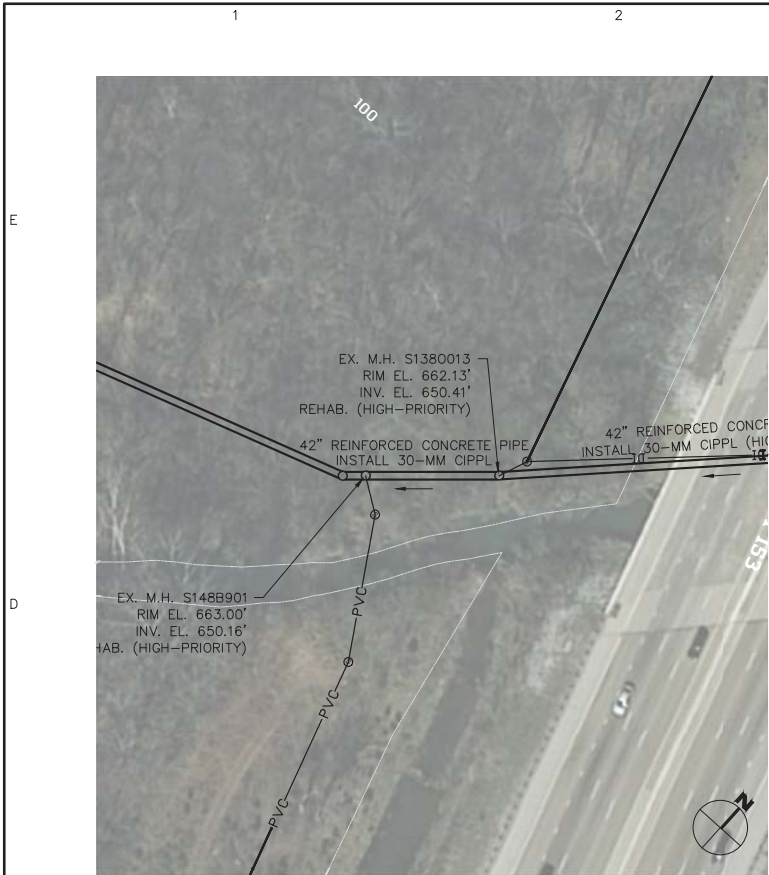 1
2
E
D
100
EX. M.H. S1380013
RIM EL. 662.13'
INV. EL. 650.41'
REHAB. (HIGH-PRIORITY)
42" REINFORCED CONCRETE PIPE
INSTALL 30-MM CIPPL
42" REINFORCED CONCR
INSTALL 30-MM CIPPL (HIG
153
EX. M.H. S148B901
RIM EL. 663.00'
INV. EL. 650.16'
HAB. (HIGH-PRIORITY)
PVC
PVC
PVC
N